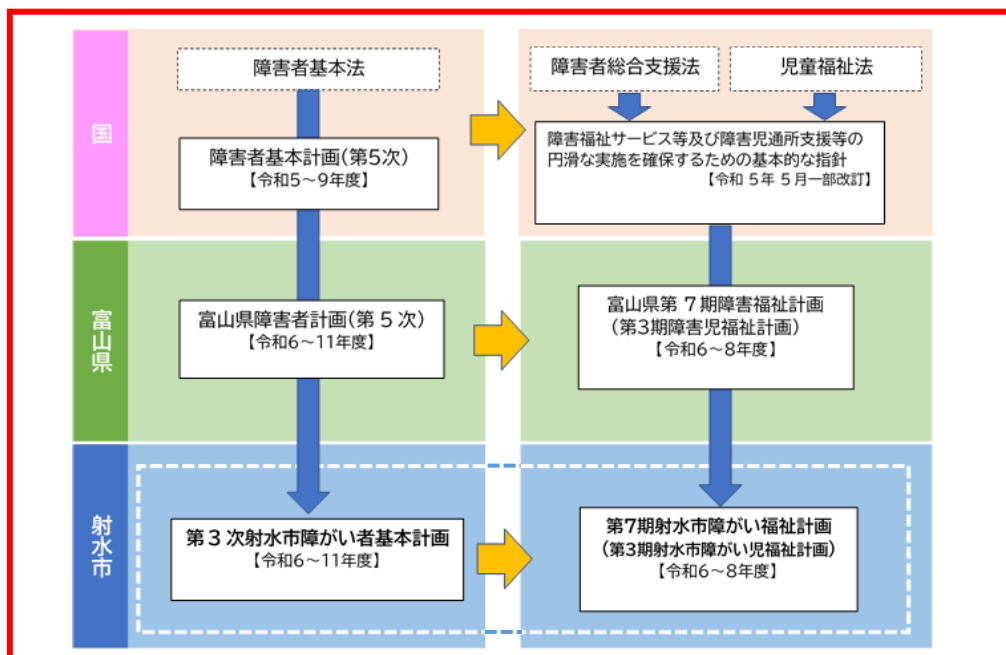 国
障害者基本法
障害者基本計画(第5次)
【令和5~9年度】
障害者総合支援法
児童福祉法
障害福祉サービス等及び障害児通所支援等の
円滑な実施を確保するための基本的な指針
【令和 5年 5月一部改訂】
富山県
富山県障害者計画(第 5 次)
【令和6~11年度】
富山県第 7 期障害福祉計画
(第3期障害児福祉計画)
【令和6~8年度】
射水市
第3次射水市障がい者基本計画
【令和6~11年度】
第7期射水市障がい福祉計画
(第3期射水市障がい児福祉計画)
【令和6~8年度】